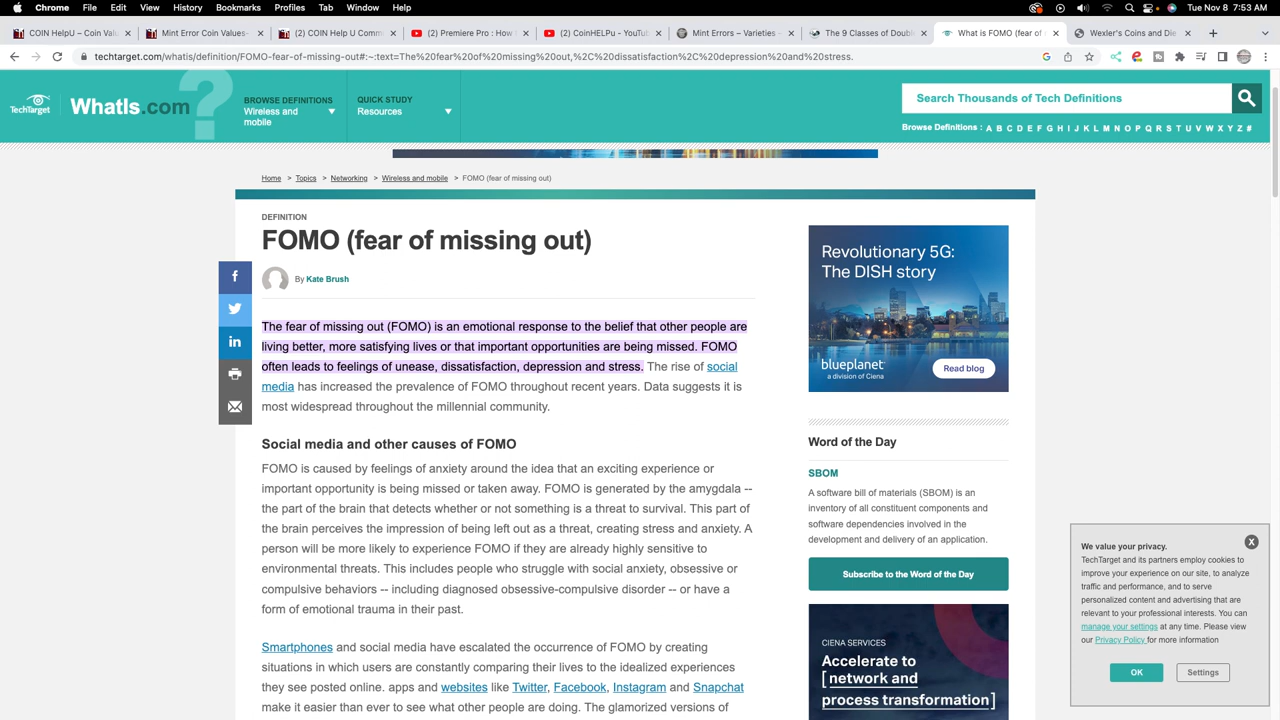 Chrome File Edit View History Bookmarks Profiles Tab Window Help
Tue Nov 8 7:53 AM
COIN HelpU – Coin Valu
Mint Error Coin Values-
(2) COIN Help U Comm
(2) Premiere Pro : How
(2) CoinHELPu - YouTub
Mint Errors – Varieties –
The 9 Classes of Double
What is FOMO (fear of
Wexler's Coins and Die
techtarget.com/whatis/definition/FOMO-fear-of-missing-out#:~:text=The%20fear%20of%20missing%20out,%2C%20dissatisfaction%2C%20depression%20and%20stress.
TechTarget
WhatIs.com
?
BROWSE DEFINITIONS
Wireless and
mobile
QUICK STUDY
Resources
Search Thousands of Tech Definitions
Browse Definitions : A B C D E F G H I J K L M N O P Q R S T U V W X Y Z #
Home > Topics > Networking > Wireless and mobile > FOMO (fear of missing out)
DEFINITION
FOMO (fear of missing out)
By Kate Brush
The fear of missing out (FOMO) is an emotional response to the belief that other people are
living better, more satisfying lives or that important opportunities are being missed. FOMO
often leads to feelings of unease, dissatisfaction, depression and stress. The rise of social
media has increased the prevalence of FOMO throughout recent years. Data suggests it is
most widespread throughout the millennial community.
Social media and other causes of FOMO
FOMO is caused by feelings of anxiety around the idea that an exciting experience or
important opportunity is being missed or taken away. FOMO is generated by the amygdala --
the part of the brain that detects whether or not something is a threat to survival. This part of
the brain perceives the impression of being left out as a threat, creating stress and anxiety. A
person will be more likely to experience FOMO if they are already highly sensitive to
environmental threats. This includes people who struggle with social anxiety, obsessive or
compulsive behaviors -- including diagnosed obsessive-compulsive disorder -- or have a
form of emotional trauma in their past.
Smartphones and social media have escalated the occurrence of FOMO by creating
situations in which users are constantly comparing their lives to the idealized experiences
they see posted online. apps and websites like Twitter, Facebook, Instagram and Snapchat
make it easier than ever to see what other people are doing. The glamorized versions of
Revolutionary 5G:
The DISH story
blueplanet
a division of Ciena
Read blog
Word of the Day
SBOM
A software bill of materials (SBOM) is an
inventory of all constituent components and
software dependencies involved in the
development and delivery of an application.
Subscribe to the Word of the Day
CIENA SERVICES
Accelerate to
[ network and
process transformation ]
We value your privacy.
X
TechTarget and its partners employ cookies to
improve your experience on our site, to analyze
traffic and performance, and to serve
personalized content and advertising that are
relevant to your professional interests. You can
manage your settings at any time. Please view
our Privacy Policy for more information
OK
Settings